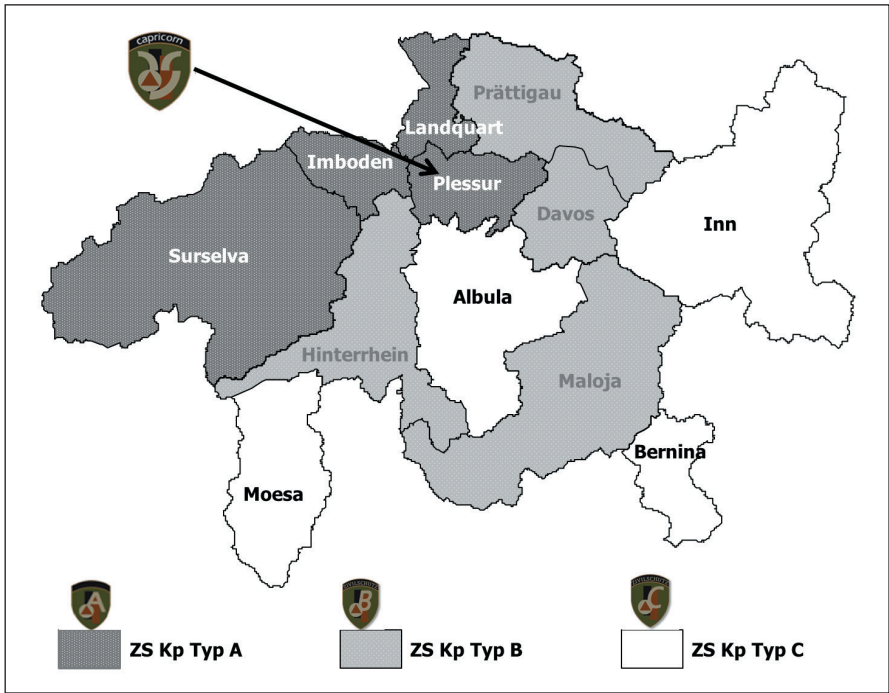 capricorn
Prättigau
Landquart
Imboden
Plessur
Davos
Inn
Surselva
Albula
Hinterrhein
Maloja
Bernina
Moesa
A
B
C
ZIVILSCHUTZ
ZS Kp Typ A
ZS Kp Typ B
ZS Kp Typ C